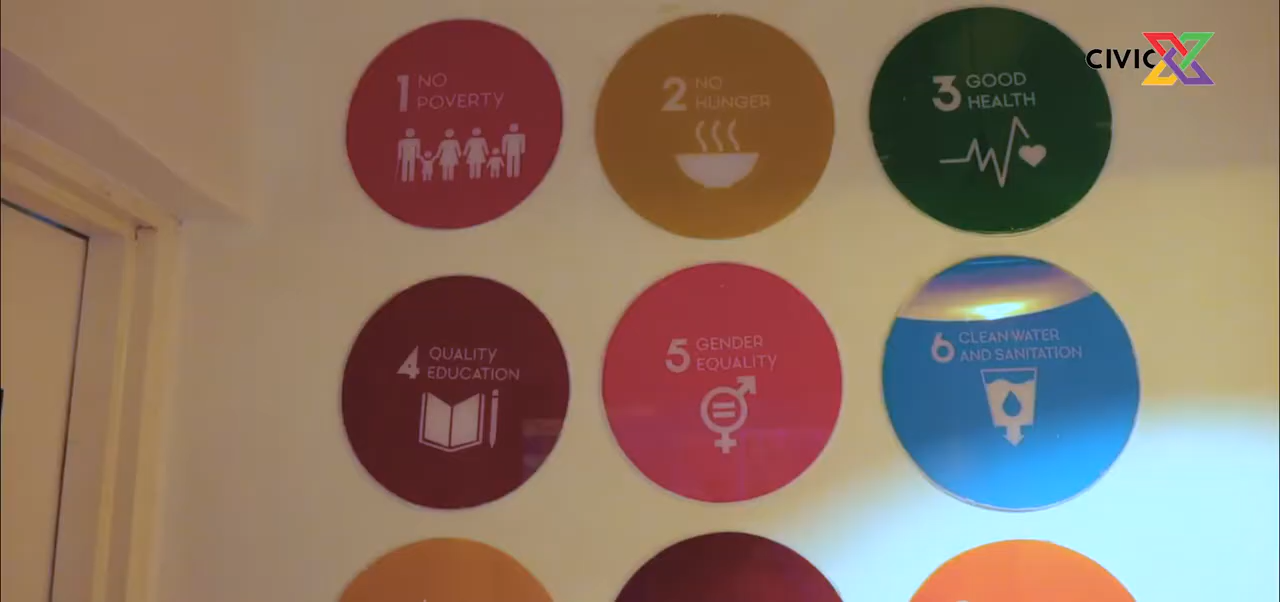 CIVIC X
1 NO
POVERTY
2 NO
HUNGER
3 GOOD
HEALTH
4 QUALITY
EDUCATION
5 GENDER
EQUALITY
6 CLEAN WATER
AND SANITATION